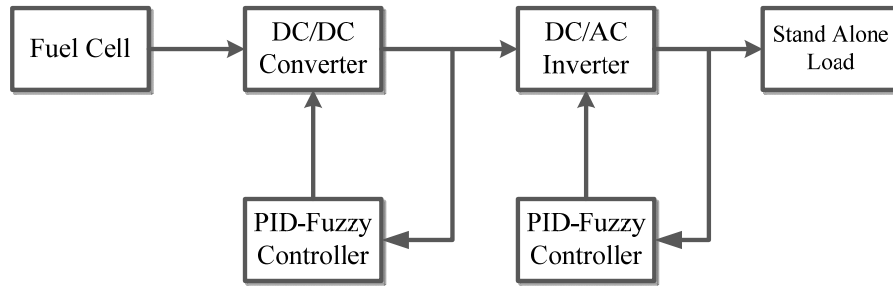 Fuel Cell
DC/DC
Converter
DC/AC
Inverter
Stand Alone
Load
PID-Fuzzy
Controller
PID-Fuzzy
Controller